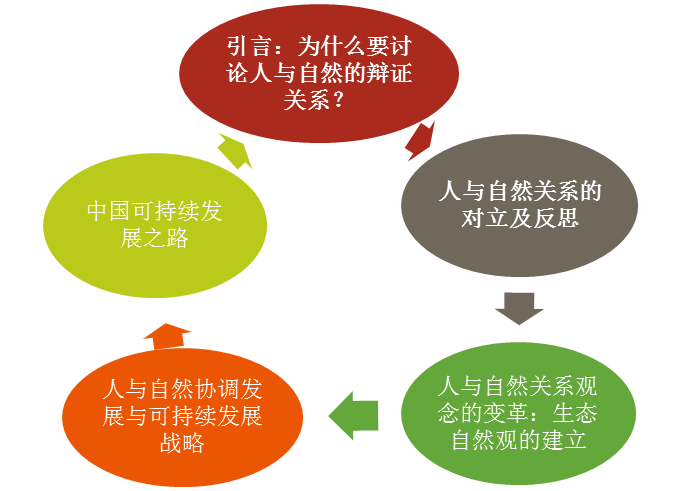 引言：为什么要讨
论人与自然的辩证
关系？
人与自然关系的
对立及反思
人与自然关系观
念的变革：生态
自然观的建立
人与自然协调发
展与可持续发展
战略
中国可持续发
展之路